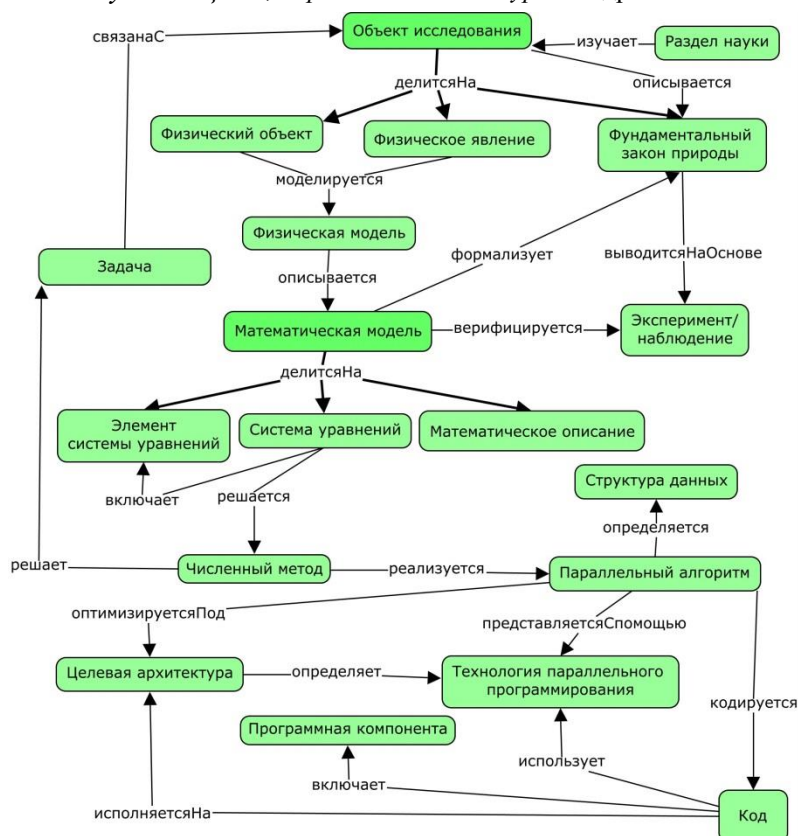 Объект исследования
изучает
Раздел науки
связанаС
делитсяНа
описывается
Физический объект
Физическое явление
Фундаментальный
закон природы
моделируется
Физическая модель
формализует
выводитсяНаОснове
Задача
описывается
Математическая модель
верифицируется
Эксперимент/
наблюдение
делитсяНа
Элемент
системы уравнений
Система уравнений
Математическое описание
включает
решается
Структура данных
определяется
решает
Численный метод
реализуется
Параллельный алгоритм
оптимизируетсяПод
представляетсяСпомощью
Целевая архитектура
определяет
Технология параллельного
программирования
кодируется
Программная компонента
использует
включает
исполняетсяНа
Код